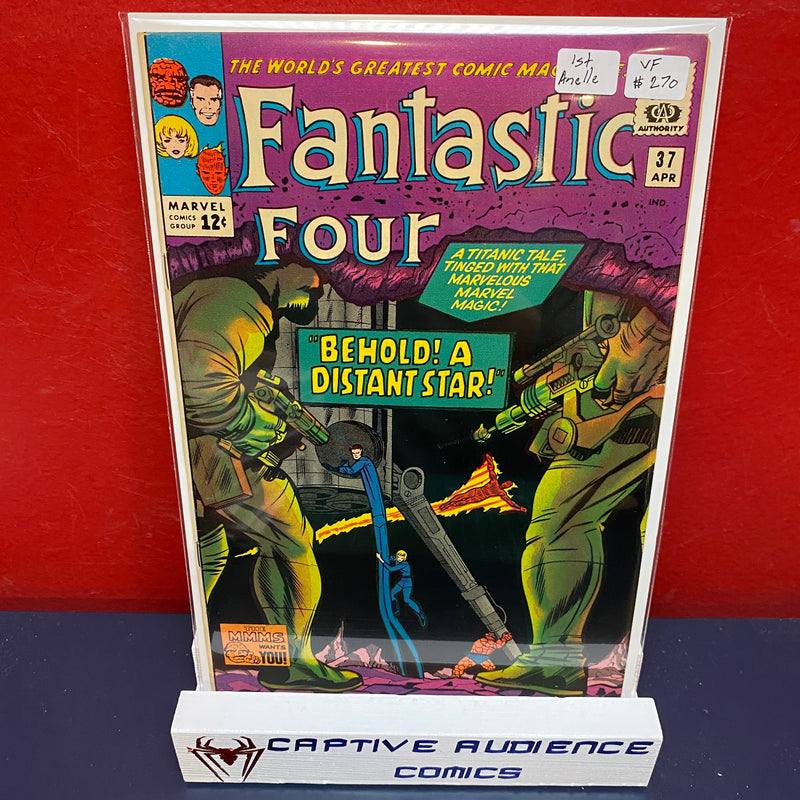 THE WORLD'S GREATEST COMIC
1st
Anelle
VF
$270
Fantastic
Four
CA
AUTHORITY
37
APR
IND.
MARVEL
COMICS
GROUP
12¢
A TITANIC TALE,
TINGED WITH THAT
MARVELOUS
MARVEL
MAGIC!
"BEHOLD! A
DISTANT STAR!"
THE
MMMS
WANTS
YOU!
CAPTIVE AUDIENCE
COMICS